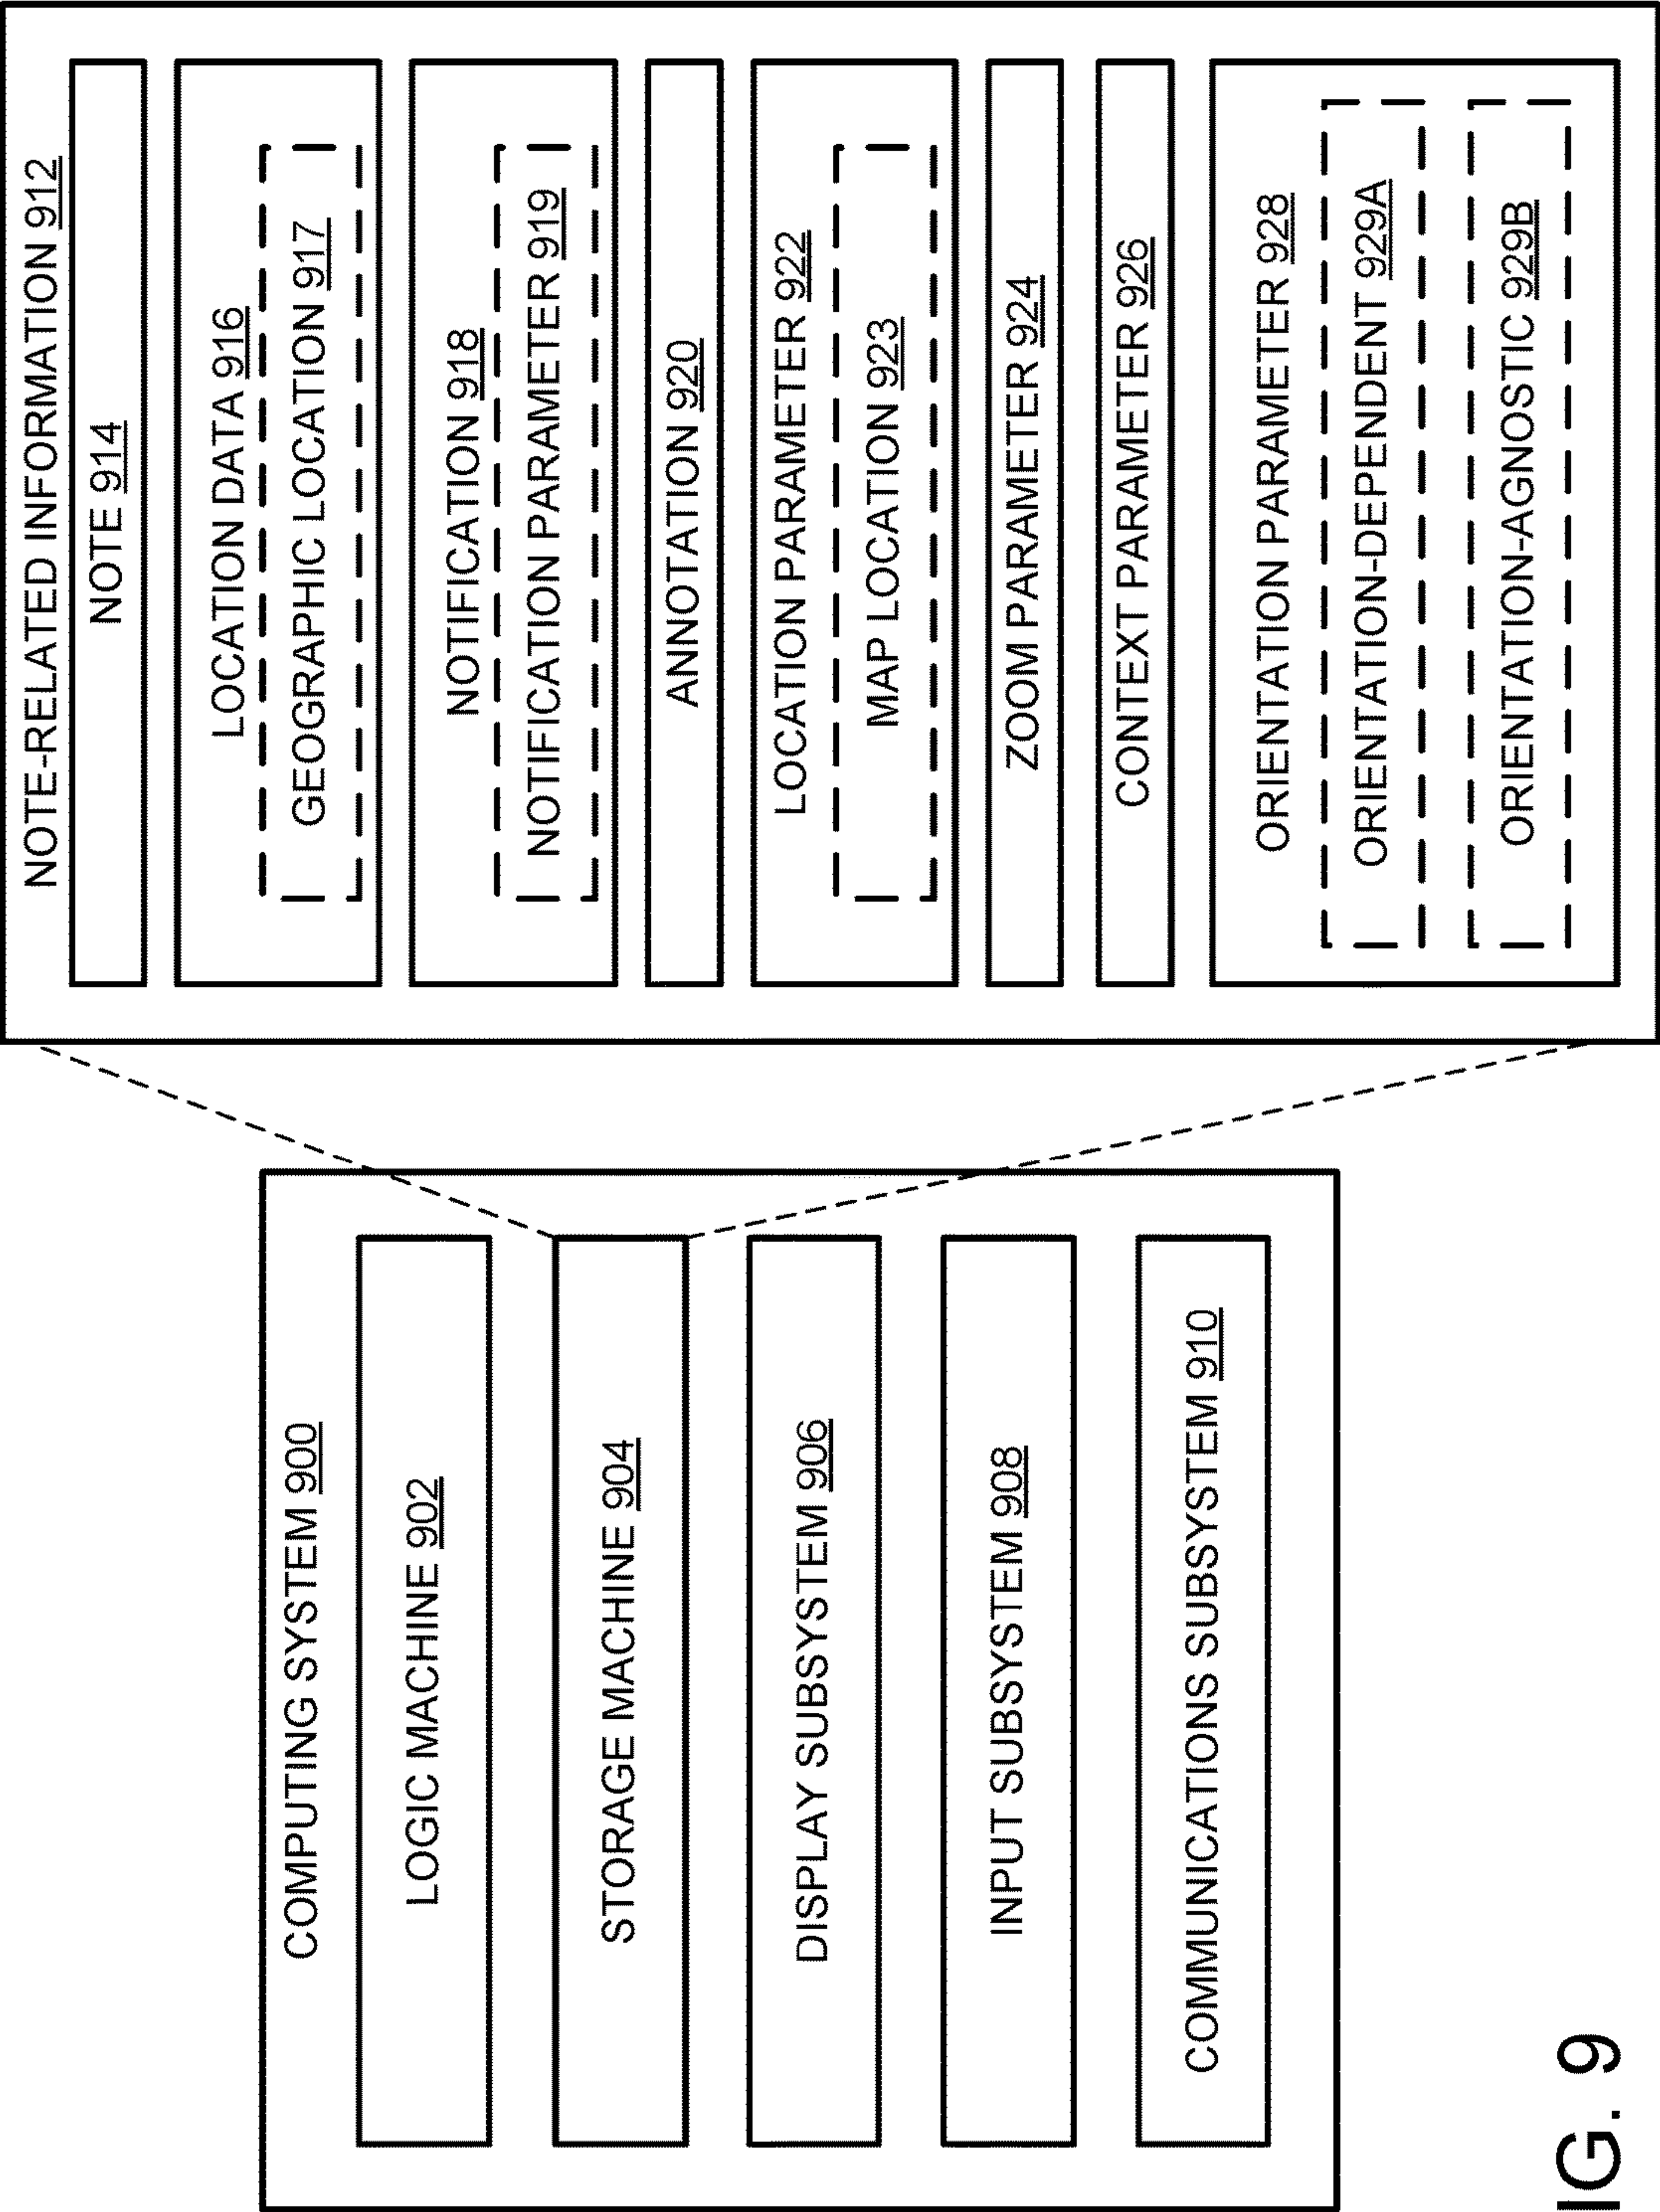 COMPUTING SYSTEM 900
LOGIC MACHINE 902
STORAGE MACHINE 904
DISPLAY SUBSYSTEM 906
INPUT SUBSYSTEM 908
COMMUNICATIONS SUBSYSTEM 910
NOTE-RELATED INFORMATION 912
NOTE 914
LOCATION DATA 916
GEOGRAPHIC LOCATION 917
NOTIFICATION 918
NOTIFICATION PARAMETER 919
ANNOTATION 920
LOCATION PARAMETER 922
MAP LOCATION 923
ZOOM PARAMETER 924
CONTEXT PARAMETER 926
ORIENTATION PARAMETER 928
ORIENTATION-DEPENDENT 929A
ORIENTATION-AGNOSTIC 929B
IG. 9